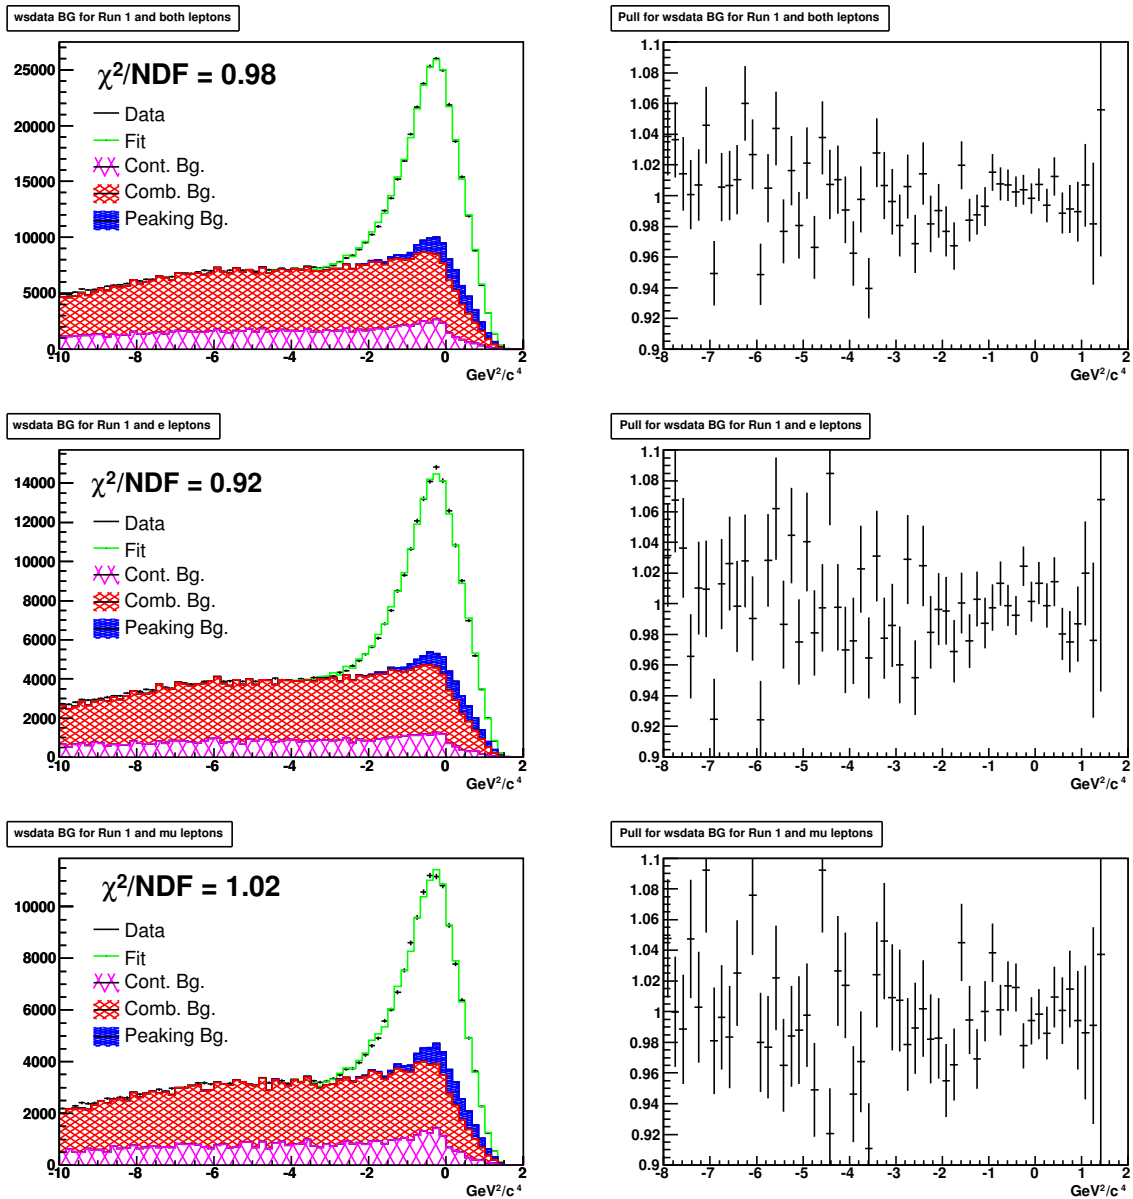 wsdata BG for Run 1 and both leptons
χ²/NDF = 0.98
Data
Fit
Cont. Bg.
Comb. Bg.
Peaking Bg.
25000
20000
15000
10000
5000
0
-10 -8 -6 -4 -2 0 2
GeV²/c⁴
Pull for wsdata BG for Run 1 and both leptons
1.1
1.08
1.06
1.04
1.02
1
0.98
0.96
0.94
0.92
0.9
-8 -7 -6 -5 -4 -3 -2 -1 0 1 2
GeV²/c⁴
wsdata BG for Run 1 and e leptons
χ²/NDF = 0.92
Data
Fit
Cont. Bg.
Comb. Bg.
Peaking Bg.
14000
12000
10000
8000
6000
4000
2000
0
-10 -8 -6 -4 -2 0 2
GeV²/c⁴
Pull for wsdata BG for Run 1 and e leptons
1.1
1.08
1.06
1.04
1.02
1
0.98
0.96
0.94
0.92
0.9
-8 -7 -6 -5 -4 -3 -2 -1 0 1 2
GeV²/c⁴
wsdata BG for Run 1 and mu leptons
χ²/NDF = 1.02
Data
Fit
Cont. Bg.
Comb. Bg.
Peaking Bg.
10000
8000
6000
4000
2000
0
-10 -8 -6 -4 -2 0 2
GeV²/c⁴
Pull for wsdata BG for Run 1 and mu leptons
1.1
1.08
1.06
1.04
1.02
1
0.98
0.96
0.94
0.92
0.9
-8 -7 -6 -5 -4 -3 -2 -1 0 1 2
GeV²/c⁴